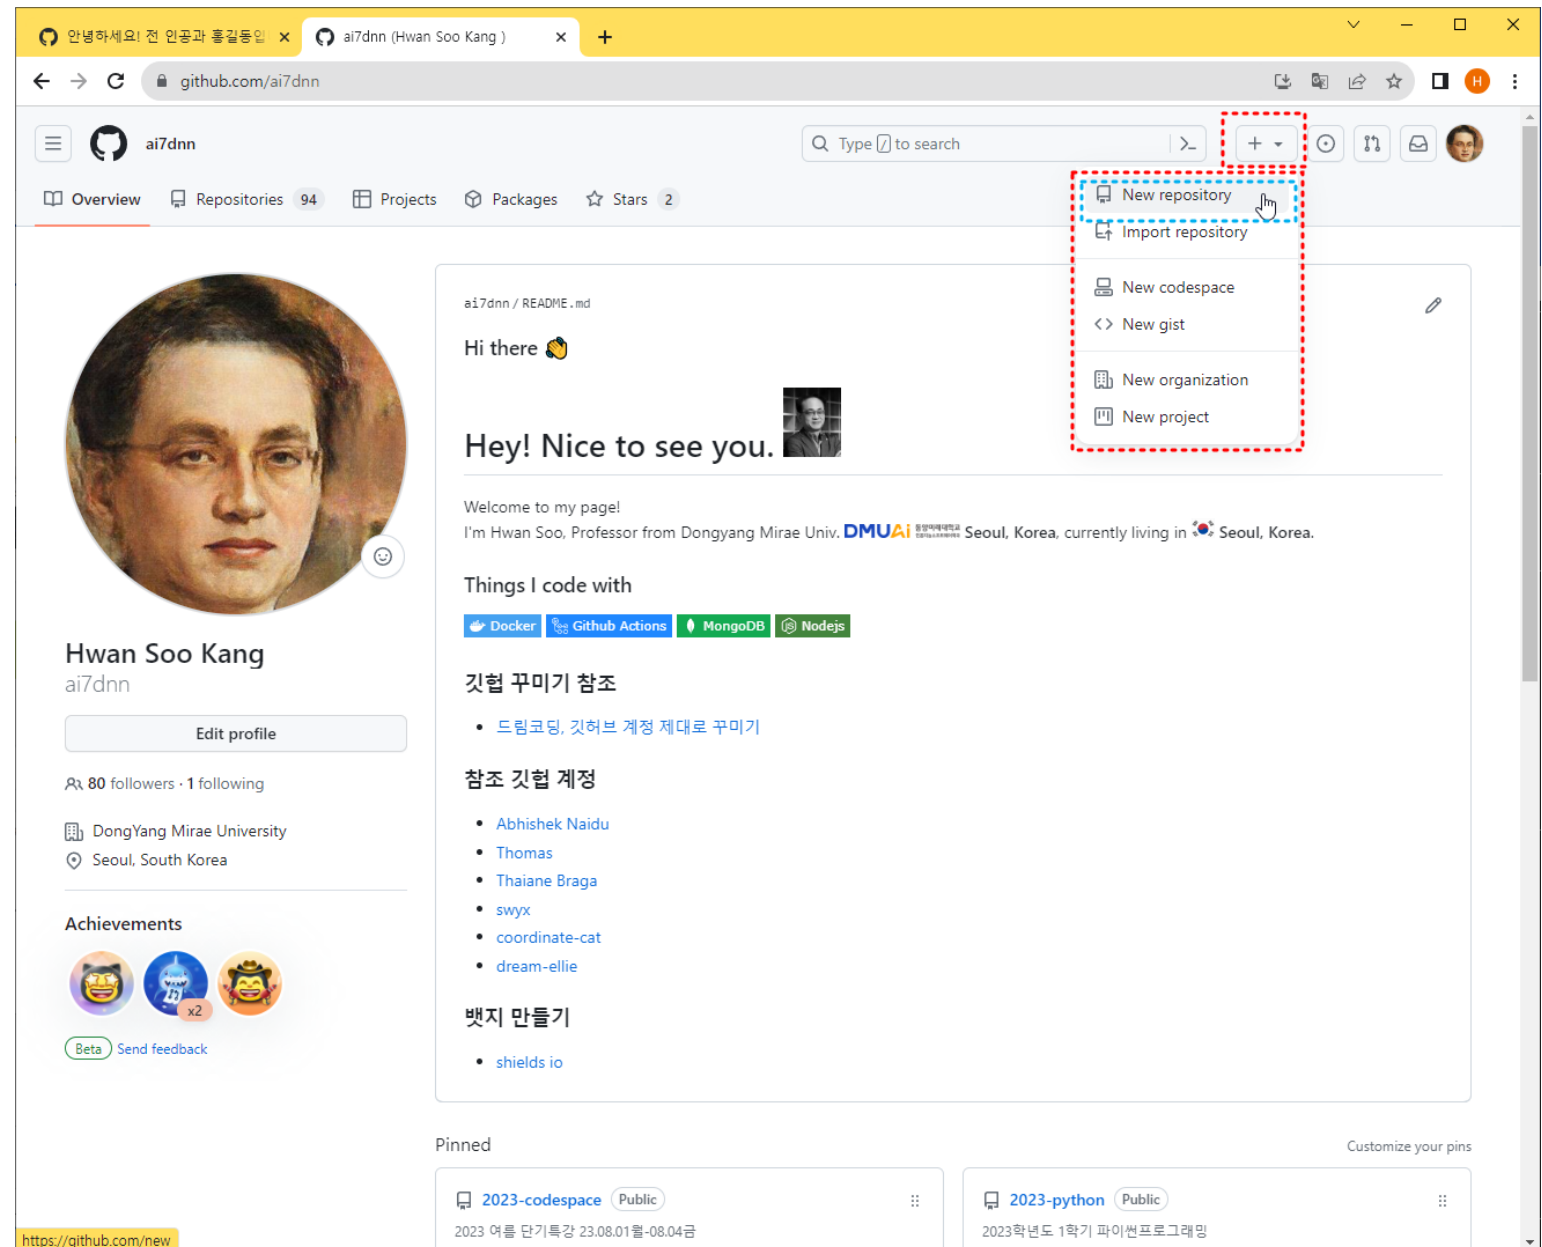 안녕하세요! 전 인공과 홍길동입
ai7dnn (Hwan Soo Kang )
github.com/ai7dnn
H
ai7dnn
Type / to search
Overview
Repositories 94
Projects
Packages
Stars 2
New repository
Import repository
New codespace
New gist
New organization
New project
ai7dnn / README.md
Hi there
Hey! Nice to see you.
Welcome to my page!
I'm Hwan Soo, Professor from Dongyang Mirae Univ. DMUAi Seoul, Korea, currently living in Seoul, Korea.
Things I code with
Docker Github Actions MongoDB Nodejs
깃헙 꾸미기 참조
드림코딩, 깃허브 계정 제대로 꾸미기
참조 깃헙 계정
Abhishek Naidu
Thomas
Thaiane Braga
swyx
coordinate-cat
dream-ellie
뱃지 만들기
shields io
Hwan Soo Kang
ai7dnn
Edit profile
80 followers · 1 following
DongYang Mirae University
Seoul, South Korea
Achievements
x2
Beta Send feedback
Pinned
Customize your pins
2023-codespace Public
2023 여름 단기특강 23.08.01월-08.04금
2023-python Public
2023학년도 1학기 파이썬프로그래밍
https://github.com/new